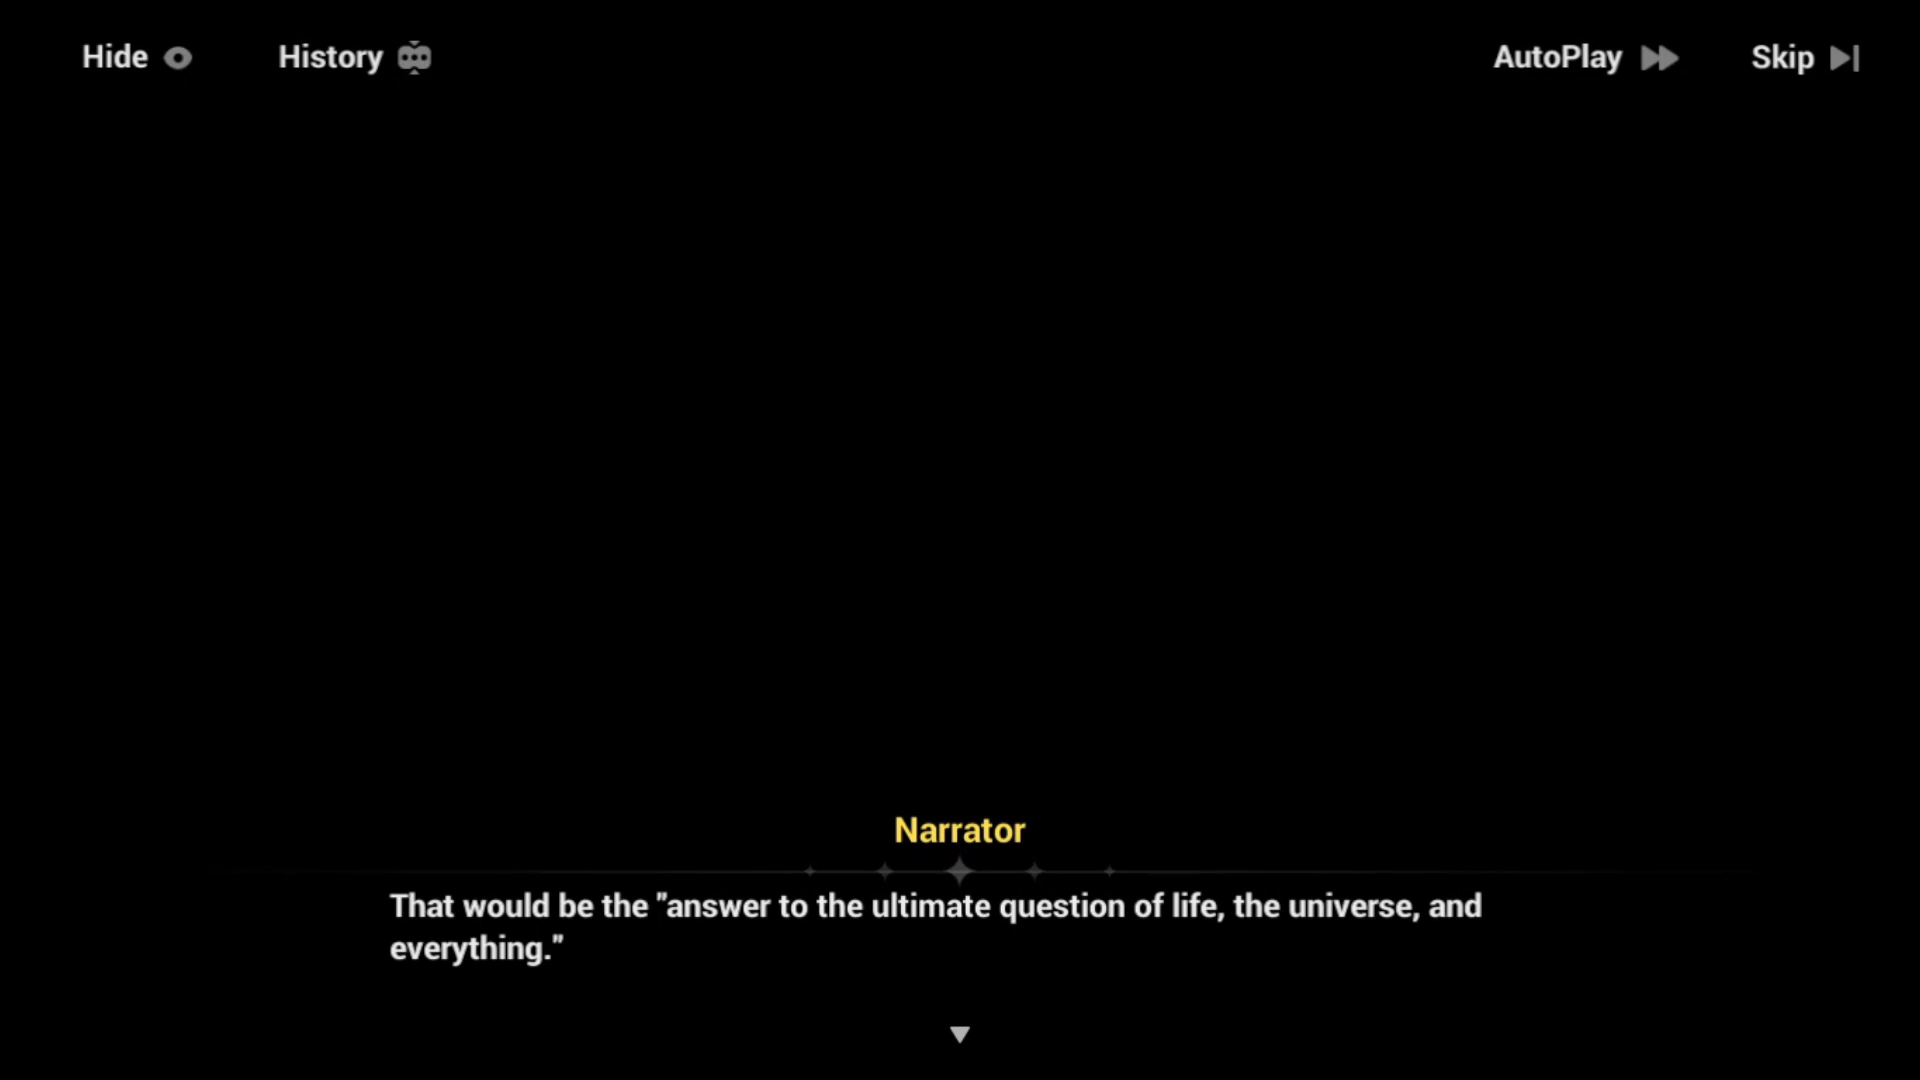 Hide
History
AutoPlay
Skip
Narrator
That would be the "answer to the ultimate question of life, the universe, and
everything."